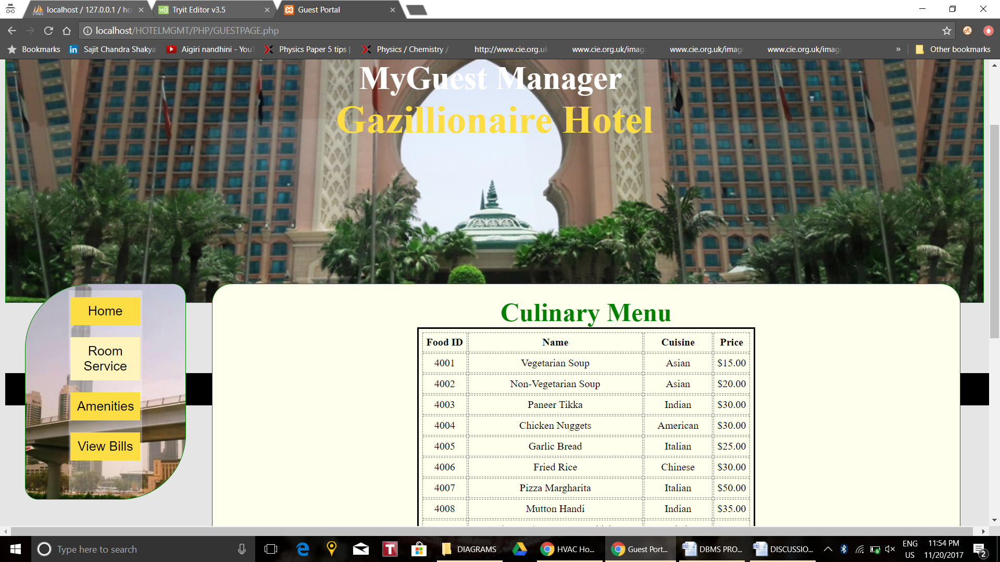 localhost / 127.0.0.1 / ho
Tryit Editor v3.5
Guest Portal
localhost/HOTELMGMT/PHP/GUESTPAGE.php
Bookmarks
Sajit Chandra Shakya
Aigiri nandhini - YouT
Physics Paper 5 tips |
Physics / Chemistry /
http://www.cie.org.uk
www.cie.org.uk/imag
www.cie.org.uk/imag
www.cie.org.uk/imag
»
Other bookmarks
MyGuest Manager
Gazillionaire Hotel
Home
Room
Service
Amenities
View Bills
Culinary Menu
Food ID Name Cuisine Price
4001 Vegetarian Soup Asian $15.00
4002 Non-Vegetarian Soup Asian $20.00
4003 Paneer Tikka Indian $30.00
4004 Chicken Nuggets American $30.00
4005 Garlic Bread Italian $25.00
4006 Fried Rice Chinese $30.00
4007 Pizza Margharita Italian $50.00
4008 Mutton Handi Indian $35.00
Type here to search
DIAGRAMS
HVAC Ho...
Guest Port...
DBMS PRO...
DISCUSSIO...
ENG
US
11:54 PM
11/20/2017
2